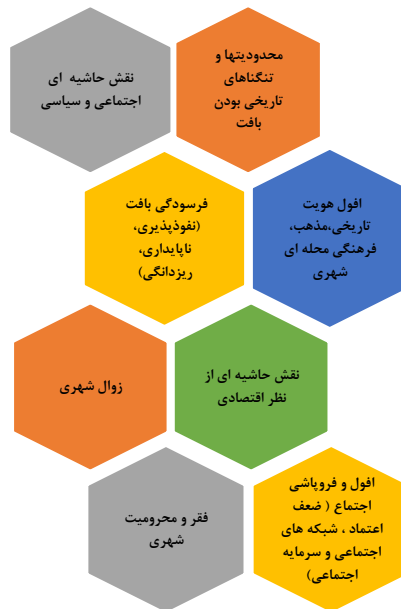 محدودیتها و
تنگناهای
تاریخی بودن
بافت
نقش حاشیه ای
اجتماعی و سیاسی
افول هویت
تاریخی،مذهب،
فرهنگی محله ای
شهری
فرسودگی بافت
(نفوذپذیری،
ناپایداری،
ریزدانگی)
نقش حاشیه ای از
نظر اقتصادی
زوال شهری
افول و فروپاشی
اجتماع ( ضعف
اعتماد ، شبکه های
اجتماعی و سرمایه
اجتماعی)
فقر و محرومیت
شهری